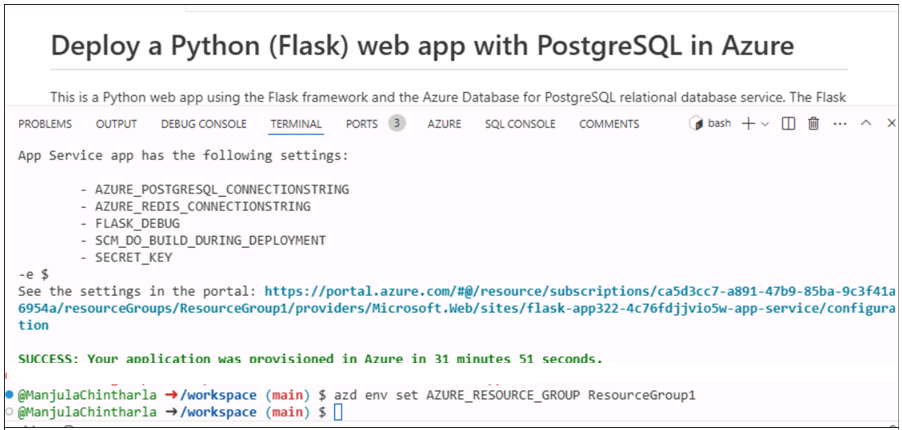 Deploy a Python (Flask) web app with PostgreSQL in Azure
This is a Python web app using the Flask framework and the Azure Database for PostgreSQL relational database service. The Flask
PROBLEMS OUTPUT DEBUG CONSOLE TERMINAL PORTS 3 AZURE SQL CONSOLE COMMENTS bash
App Service app has the following settings:
- AZURE_POSTGRESQL_CONNECTIONSTRING
- AZURE_REDIS_CONNECTIONSTRING
- FLASK_DEBUG
- SCM_DO_BUILD_DURING_DEPLOYMENT
- SECRET_KEY
-e $
See the settings in the portal: https://portal.azure.com/#@/resource/subscriptions/ca5d3cc7-a891-47b9-85ba-9c3f41a
6954a/resourceGroups/ResourceGroup1/providers/Microsoft.Web/sites/flask-app322-4c76fdjjvio5w-app-service/configura
tion
SUCCESS: Your application was provisioned in Azure in 31 minutes 51 seconds.
@ManjulaChintharla ➜ /workspace (main) $ azd env set AZURE_RESOURCE_GROUP ResourceGroup1
@ManjulaChintharla ➜ /workspace (main) $